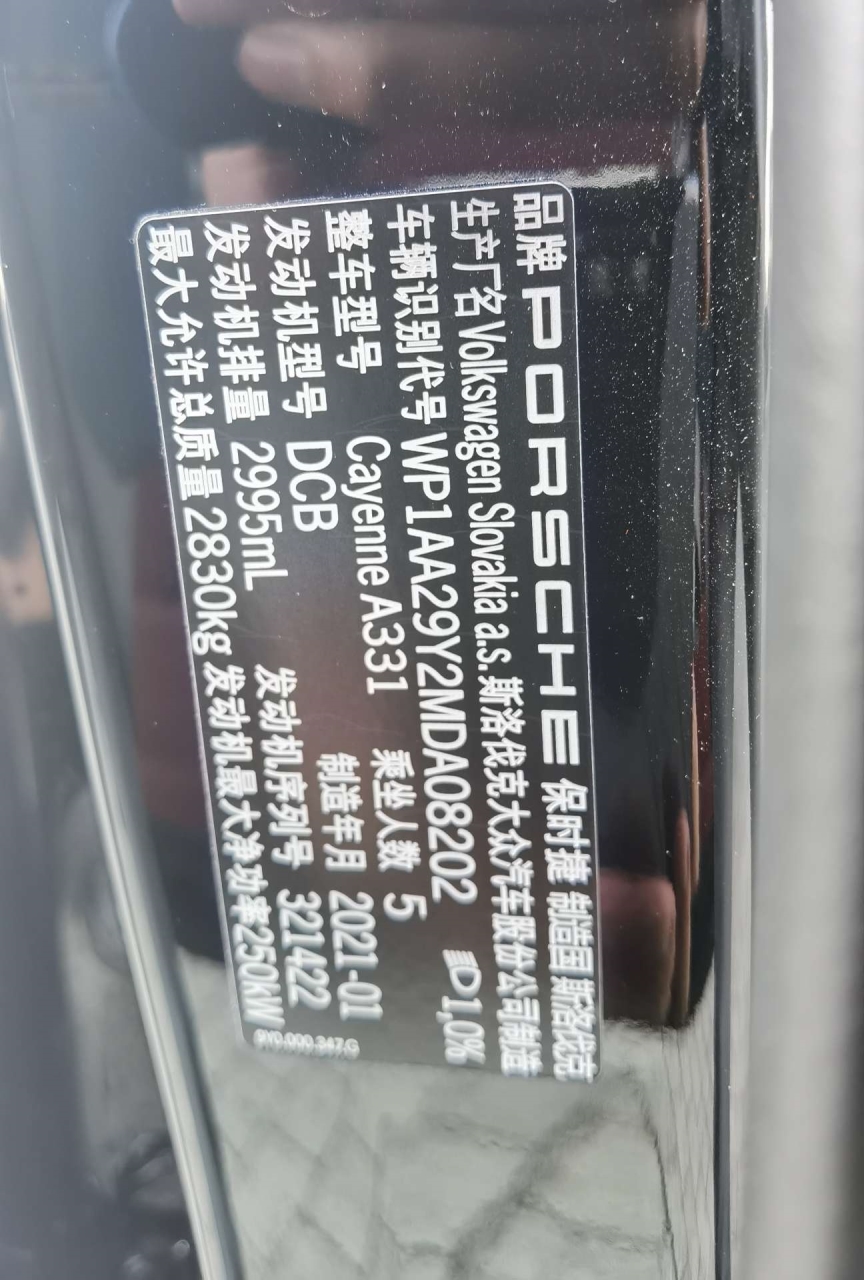 品牌 PORSCHE 保时捷 制造国 斯洛伐克
生产厂名 Volkswagen Slovakia a.s. 斯洛伐克大众汽车股份公司制造
车辆识别代号 WP1AA29Y2MDA08202 1,0%
整车型号 Cayenne A331 乘坐人数 5
发动机型号 DCB 制造年月 2021-01
发动机排量 2995mL 发动机序列号 321422
最大允许总质量 2830kg 发动机最大净功率250KW
9Y0.000.347.G